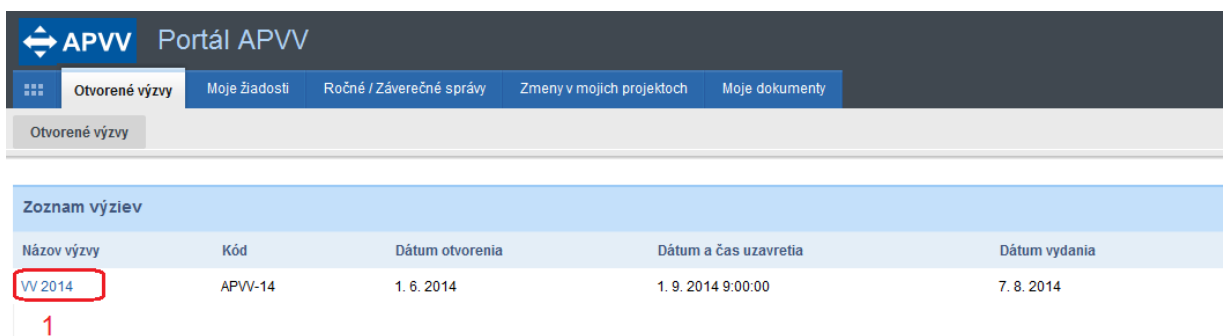 APVV Portál APVV
Otvorené výzvy Moje žiadosti Ročné / Záverečné správy Zmeny v mojich projektoch Moje dokumenty
Otvorené výzvy
Zoznam výziev
Názov výzvy Kód Dátum otvorenia Dátum a čas uzavretia Dátum vydania
VV 2014 APVV-14 1. 6. 2014 1. 9. 2014 9:00:00 7. 8. 2014
1